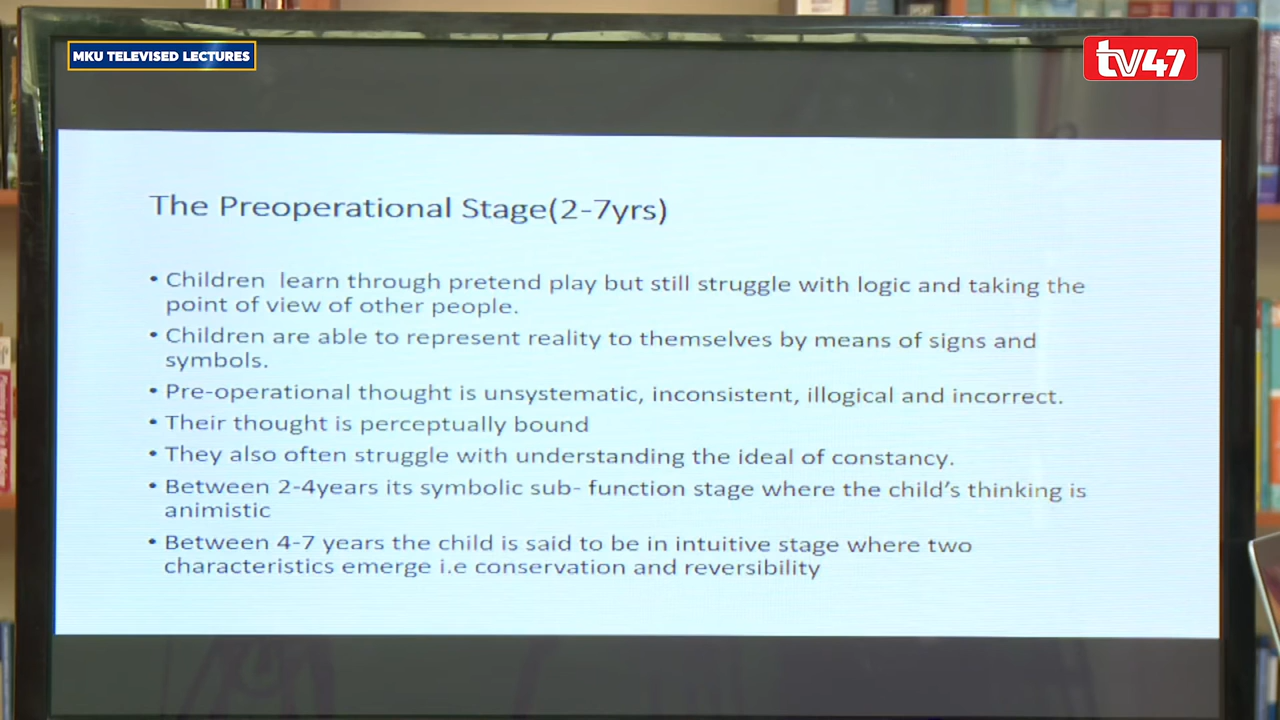 MKU TELEVISED LECTURES
tv47
The Preoperational Stage(2-7yrs)
• Children learn through pretend play but still struggle with logic and taking the
point of view of other people.
• Children are able to represent reality to themselves by means of signs and
symbols.
• Pre-operational thought is unsystematic, inconsistent, illogical and incorrect.
• Their thought is perceptually bound
• They also often struggle with understanding the ideal of constancy.
• Between 2-4years its symbolic sub- function stage where the child's thinking is
animistic
• Between 4-7 years the child is said to be in intuitive stage where two
characteristics emerge i.e conservation and reversibility